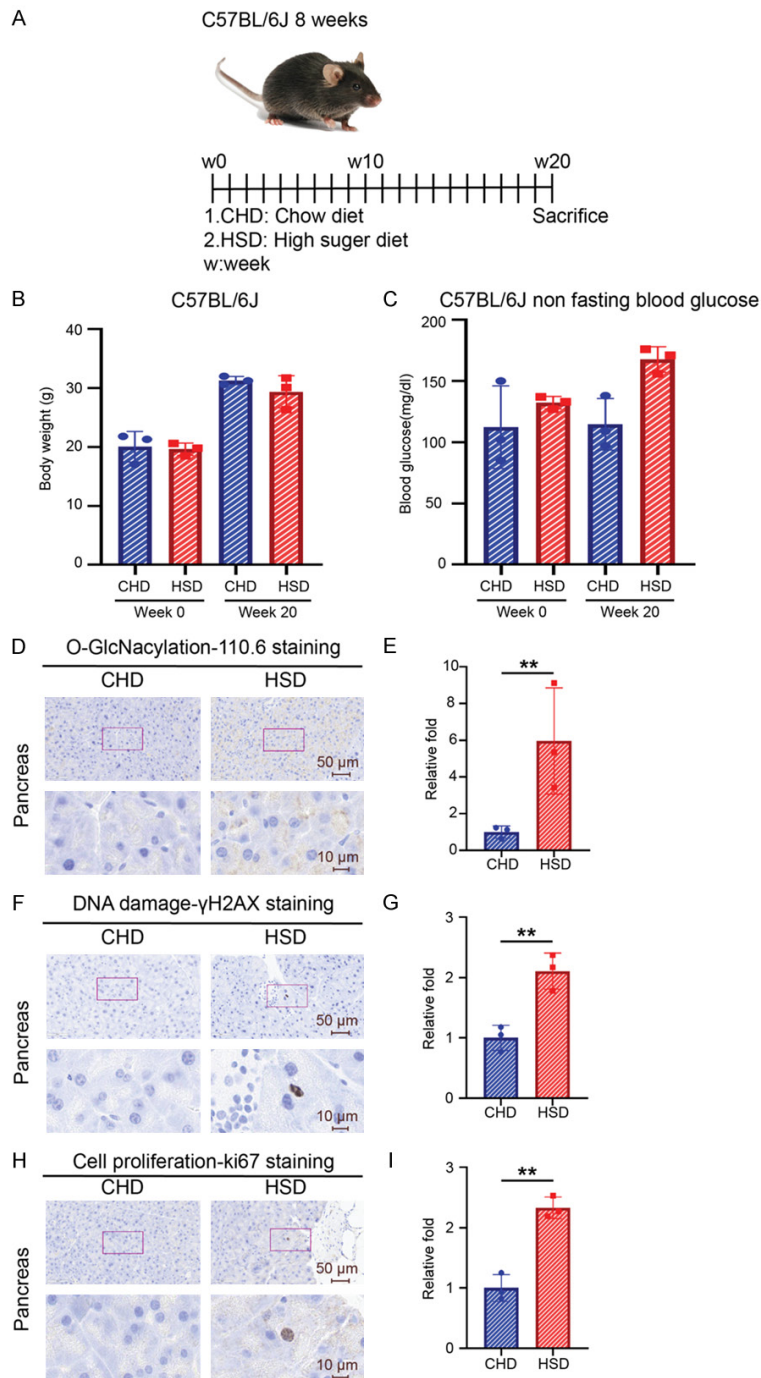 A
C57BL/6J 8 weeks
w0 w10 w20
1.CHD: Chow diet Sacrifice
2.HSD: High suger diet
w:week
B C57BL/6J
Body weight (g)
40
30
20
10
0
CHD HSD CHD HSD
Week 0 Week 20
C C57BL/6J non fasting blood glucose
Blood glucose(mg/dl)
200
150
100
50
0
CHD HSD CHD HSD
Week 0 Week 20
D O-GlcNacylation-110.6 staining
CHD HSD
Pancreas
50 µm
10 µm
E
Relative fold
**
10
8
6
4
2
0
CHD HSD
F DNA damage-γH2AX staining
CHD HSD
Pancreas
50 µm
10 µm
G
Relative fold
**
3
2
1
0
CHD HSD
H Cell proliferation-ki67 staining
CHD HSD
Pancreas
50 µm
10 µm
I
Relative fold
**
3
2
1
0
CHD HSD